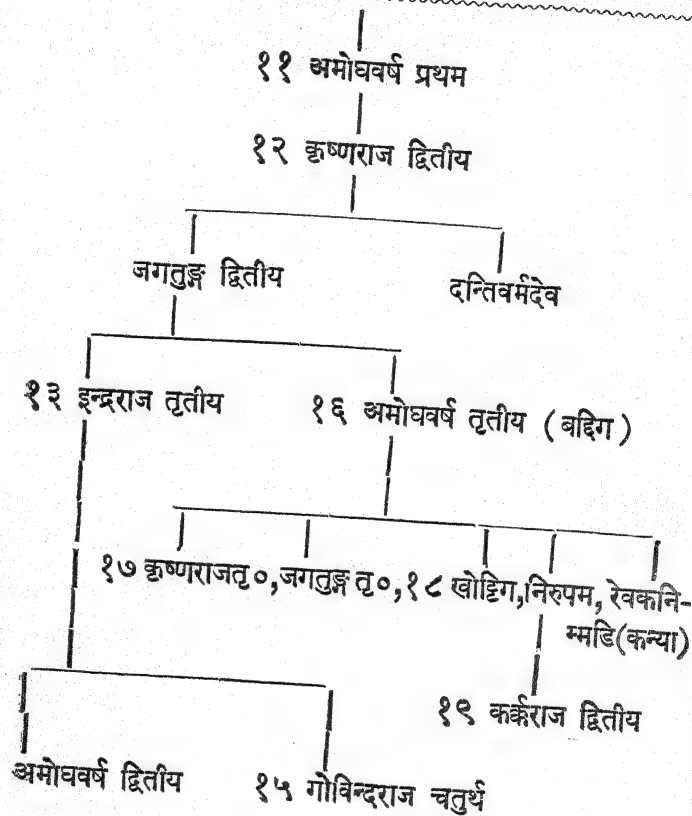 ११ अमोघवर्ष प्रथम
१२ कृष्णराज द्वितीय
जगतुङ्ग द्वितीय दन्तिवर्मदेव
१३ इन्द्रराज तृतीय १६ अमोघवर्ष तृतीय (बद्दिग)
१७ कृष्णराजतृ०,जगतुङ्ग तृ०,१८ खोट्टिग,निरुपम, रेवकनि-
म्मडि(कन्या)
१९ कर्कराज द्वितीय
अमोघवर्ष द्वितीय १५ गोविन्दराज चतुर्थ